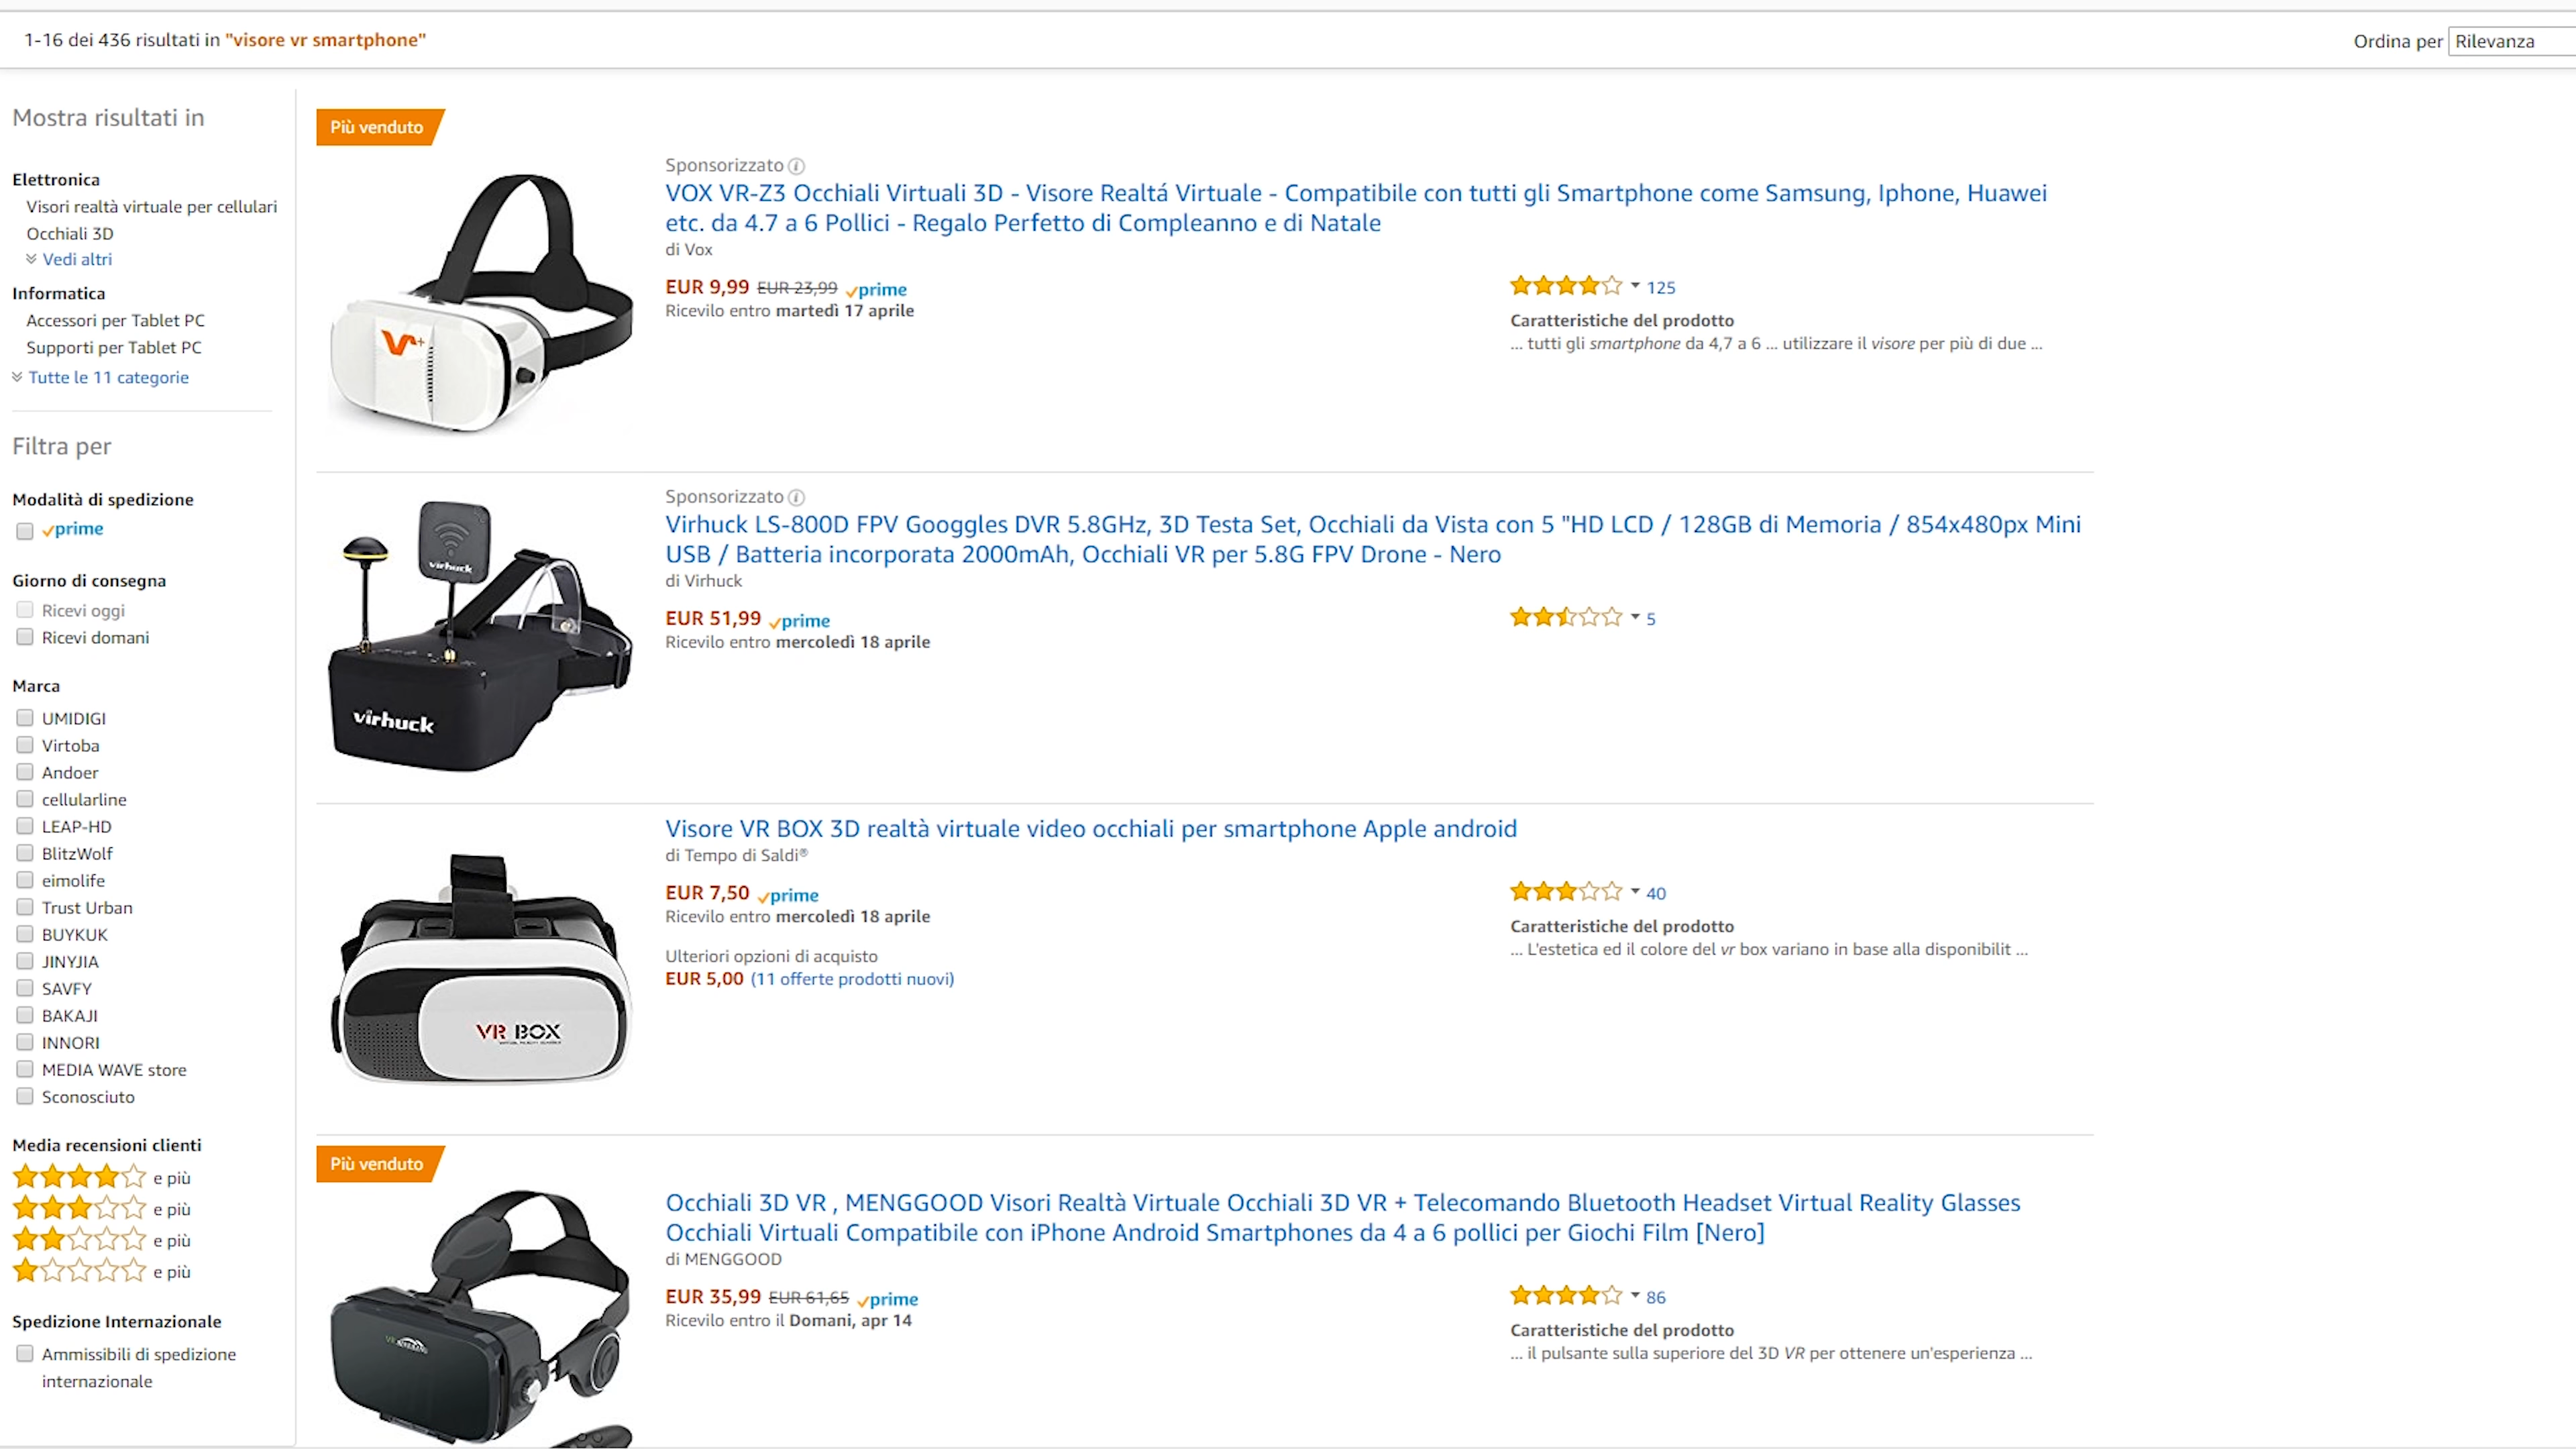 1-16 dei 436 risultati in "visore vr smartphone"
Ordina per Rilevanza
Mostra risultati in
Elettronica
Visori realtà virtuale per cellulari
Occhiali 3D
Vedi altri
Informatica
Accessori per Tablet PC
Supporti per Tablet PC
Tutte le 11 categorie
Filtra per
Modalità di spedizione
prime
Giorno di consegna
Ricevi oggi
Ricevi domani
Marca
UMIDIGI
Virtoba
Andoer
cellularline
LEAP-HD
BlitzWolf
eimolife
Trust Urban
BUYKUK
JINYJIA
SAVFY
BAKAJI
INNORI
MEDIA WAVE store
Sconosciuto
Media recensioni clienti
e più
e più
e più
e più
Spedizione Internazionale
Ammissibili di spedizione
internazionale
Più venduto
Sponsorizzato
VOX VR-Z3 Occhiali Virtuali 3D - Visore Realtá Virtuale - Compatibile con tutti gli Smartphone come Samsung, Iphone, Huawei
etc. da 4.7 a 6 Pollici - Regalo Perfetto di Compleanno e di Natale
di Vox
EUR 9,99 EUR 23,99 prime
Ricevilo entro martedì 17 aprile
125
Caratteristiche del prodotto
... tutti gli smartphone da 4,7 a 6 ... utilizzare il visore per più di due ...
Sponsorizzato
Virhuck LS-800D FPV Googgles DVR 5.8GHz, 3D Testa Set, Occhiali da Vista con 5 "HD LCD / 128GB di Memoria / 854x480px Mini
USB / Batteria incorporata 2000mAh, Occhiali VR per 5.8G FPV Drone - Nero
di Virhuck
EUR 51,99 prime
Ricevilo entro mercoledì 18 aprile
5
virhuck
virhuck
Visore VR BOX 3D realtà virtuale video occhiali per smartphone Apple android
di Tempo di Saldi®
EUR 7,50 prime
Ricevilo entro mercoledì 18 aprile
Ulteriori opzioni di acquisto
EUR 5,00 (11 offerte prodotti nuovi)
40
Caratteristiche del prodotto
... L'estetica ed il colore del vr box variano in base alla disponibilit ...
VR BOX
Più venduto
Occhiali 3D VR , MENGGOOD Visori Realtà Virtuale Occhiali 3D VR + Telecomando Bluetooth Headset Virtual Reality Glasses
Occhiali Virtuali Compatibile con iPhone Android Smartphones da 4 a 6 pollici per Giochi Film [Nero]
di MENGGOOD
EUR 35,99 EUR 61,65 prime
Ricevilo entro il Domani, apr 14
86
Caratteristiche del prodotto
... il pulsante sulla superiore del 3D VR per ottenere un'esperienza ...